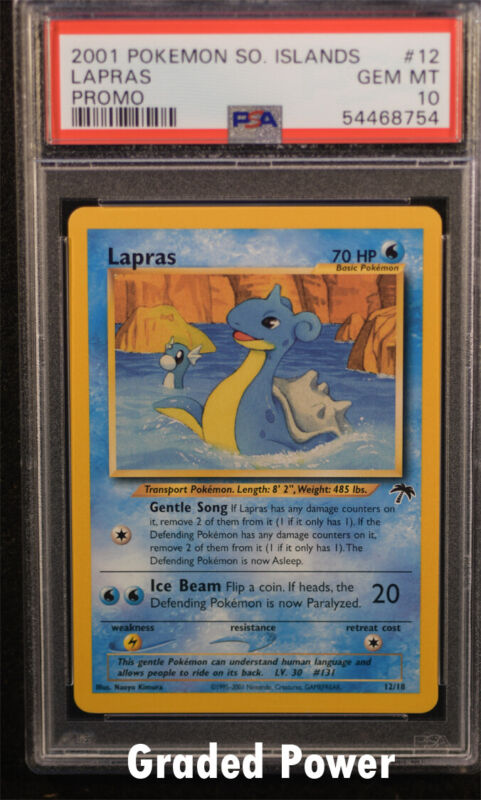 2001 POKEMON SO. ISLANDS #12
LAPRAS GEM MT
PROMO 10
PSA 54468754
Lapras 70 HP
Basic Pokémon
Transport Pokémon. Length: 8' 2", Weight: 485 lbs.
Gentle Song If Lapras has any damage counters on
it, remove 2 of them from it (1 if it only has 1). If the
Defending Pokémon has any damage counters on it,
remove 2 of them from it (1 if it only has 1). The
Defending Pokémon is now Asleep.
Ice Beam Flip a coin. If heads, the 20
Defending Pokémon is now Paralyzed.
weakness resistance retreat cost
This gentle Pokémon can understand human language and
allows people to ride on its back. LV. 30 #131
Illus. Naoyo Kimura ©1995-2001 Nintendo, Creatures, GAMEFREAK. 12/18
PSA
Graded Power